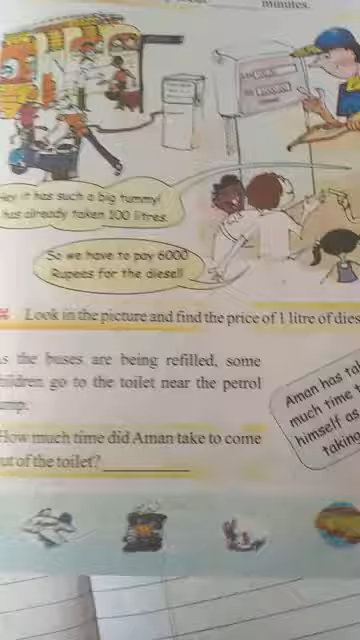 minutes.
Hey it has such a big tummy!
has already taken 100 litres.
So we have to pay 6000
Rupees for the diesel!
Look in the picture and find the price of 1 litre of dies
s the buses are being refilled, some
hildren go to the toilet near the petrol
ump.
How much time did Aman take to come
ut of the toilet?
Aman has ta
much time
himself as
taking